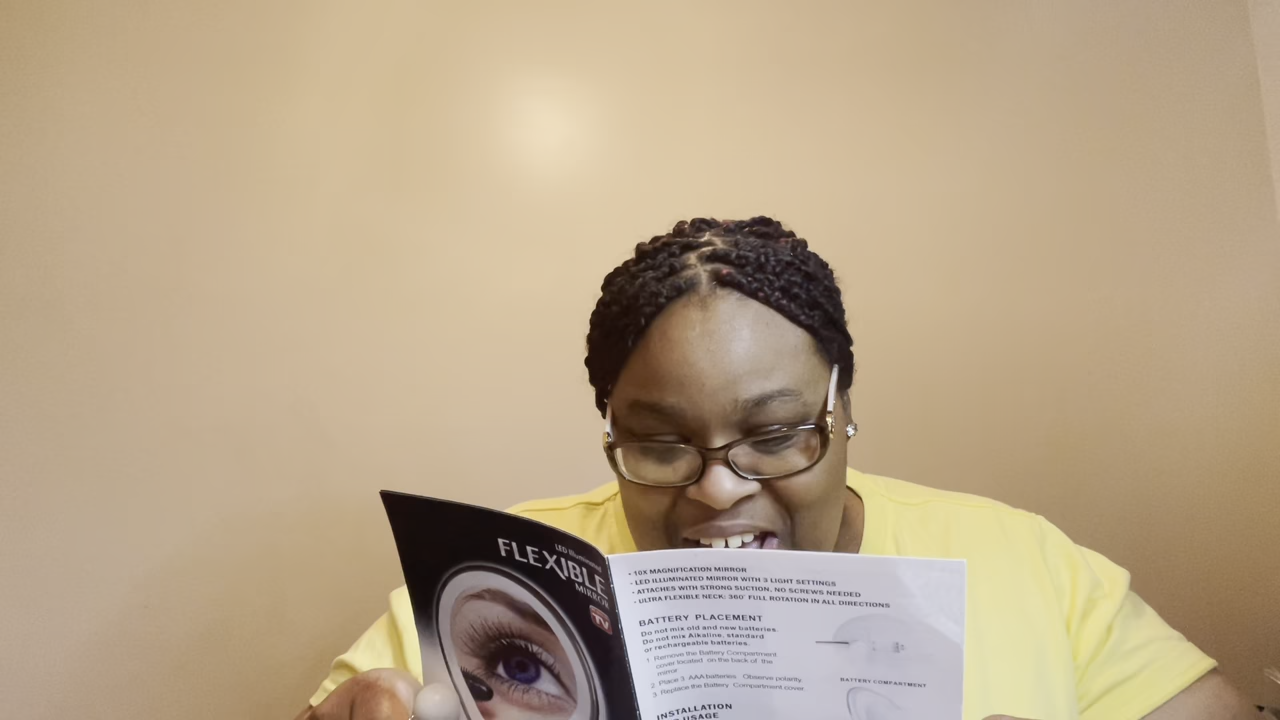 LED Illuminated
FLEXIBLE
MIRROR
TV
• 10X MAGNIFICATION MIRROR
• LED ILLUMINATED MIRROR WITH 3 LIGHT SETTINGS
• ATTACHES WITH STRONG SUCTION, NO SCREWS NEEDED
• ULTRA FLEXIBLE NECK: 360° FULL ROTATION IN ALL DIRECTIONS
BATTERY PLACEMENT
Do not mix old and new batteries.
Do not mix Alkaline, standard
or rechargeable batteries.
1 Remove the Battery Compartment
cover located on the back of the
mirror
2 Place 3 AAA batteries Observe polarity.
3 Replace the Battery Compartment cover.
BATTERY COMPARTMENT
INSTALLATION
USAGE